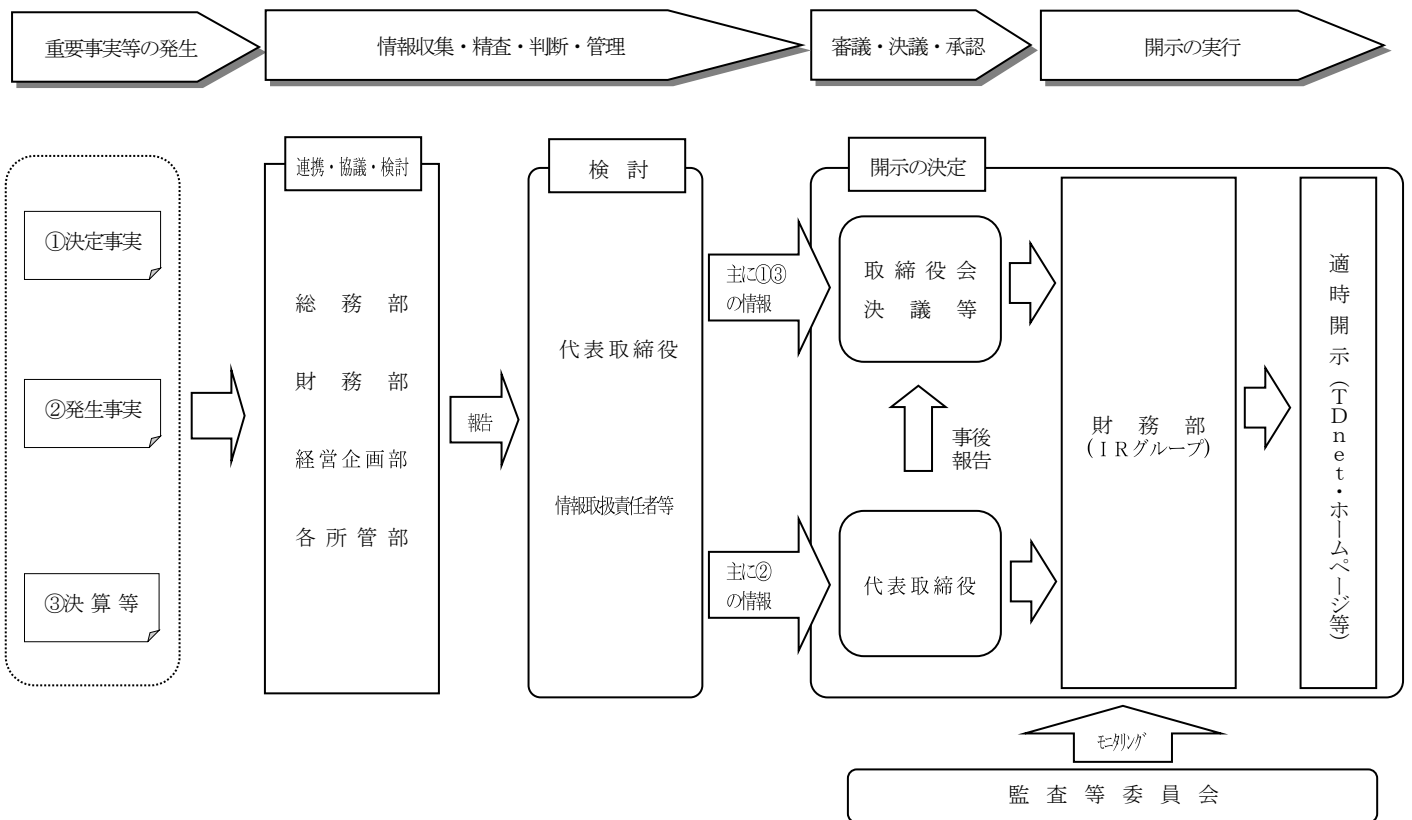 重要事実等の発生
情報収集・精査・判断・管理
審議・決議・承認
開示の実行
①決定事実
②発生事実
③決算等
連携・協議・検討
総務部
財務部
経営企画部
各所管部
報告
検討
代表取締役
情報取扱責任者等
主に①③
の情報
主に②
の情報
開示の決定
取締役会
決議等
事後
報告
代表取締役
財務部
(ＩＲグループ)
適時開示(ＴＤｎｅｔ・ホームページ等)
ﾓﾆﾀﾘﾝｸﾞ
監査等委員会